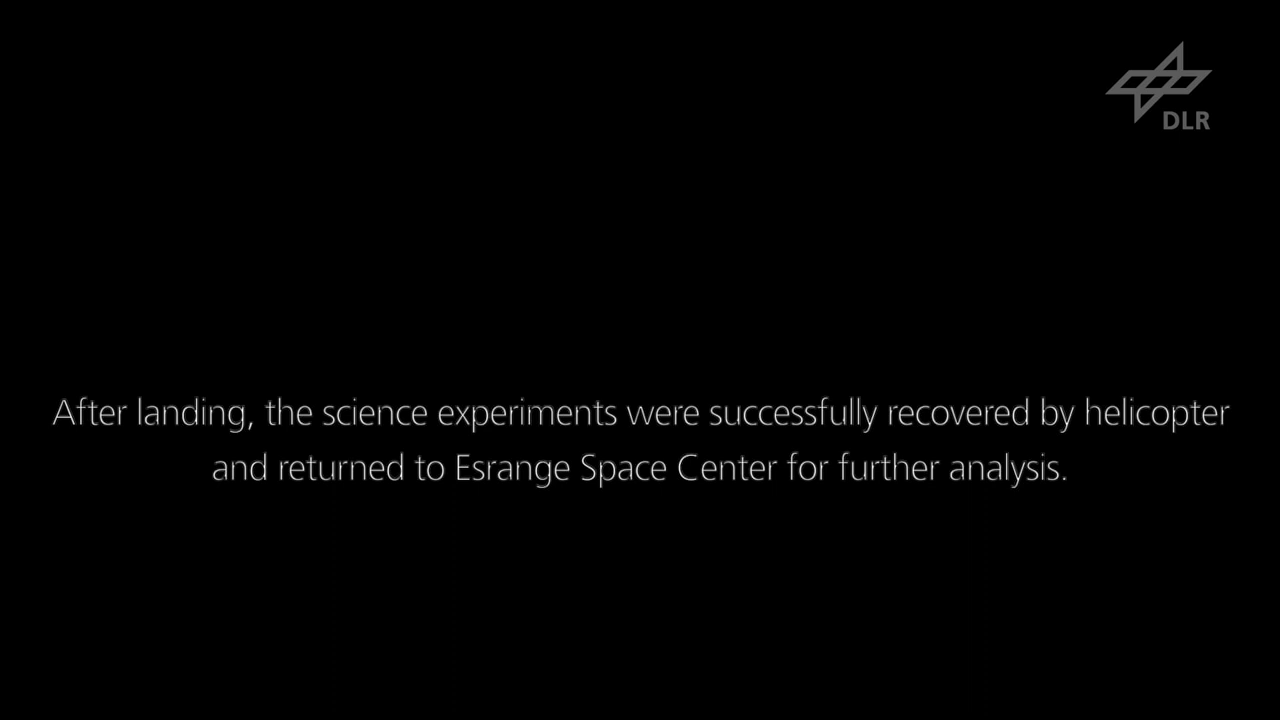 DLR
After landing, the science experiments were successfully recovered by helicopter
and returned to Esrange Space Center for further analysis.